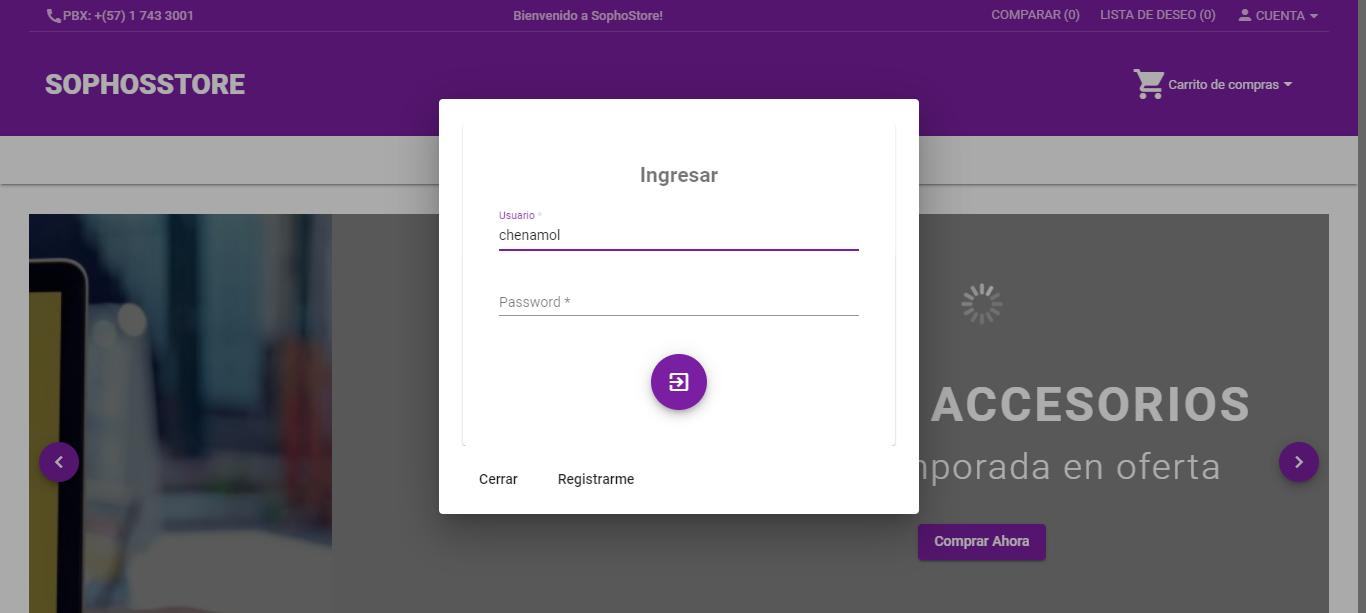 PBX: +(57) 1 743 3001
Bienvenido a SophoStore!
COMPARAR (0)
LISTA DE DESEO (0)
CUENTA
SOPHOSSTORE
Carrito de compras
Ingresar
Usuario *
chenamol
Password *
Cerrar
Registrarme
ACCESORIOS
mporada en oferta
Comprar Ahora